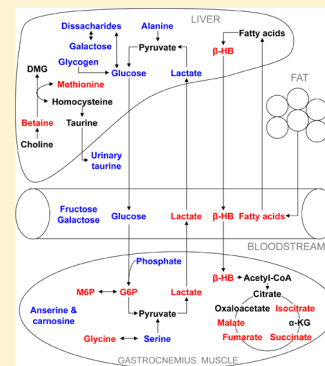 LIVER
Dissacharides
Alanine
Fatty acids
Galactose
Pyruvate
β-HB
Glycogen
DMG
Glucose
Lactate
FAT
Methionine
Homocysteine
Betaine
Taurine
Choline
Urinary
taurine
Fructose
Galactose
Glucose
Lactate
β-HB
Fatty acids
BLOODSTREAM
Phosphate
β-HB
Acetyl-CoA
M6P
G6P
Lactate
Citrate
Oxaloacetate
Isocitrate
Anserine &
carnosine
Pyruvate
Malate
α-KG
Glycine
Serine
Fumarate
Succinate
GASTROCNEMIUS MUSCLE